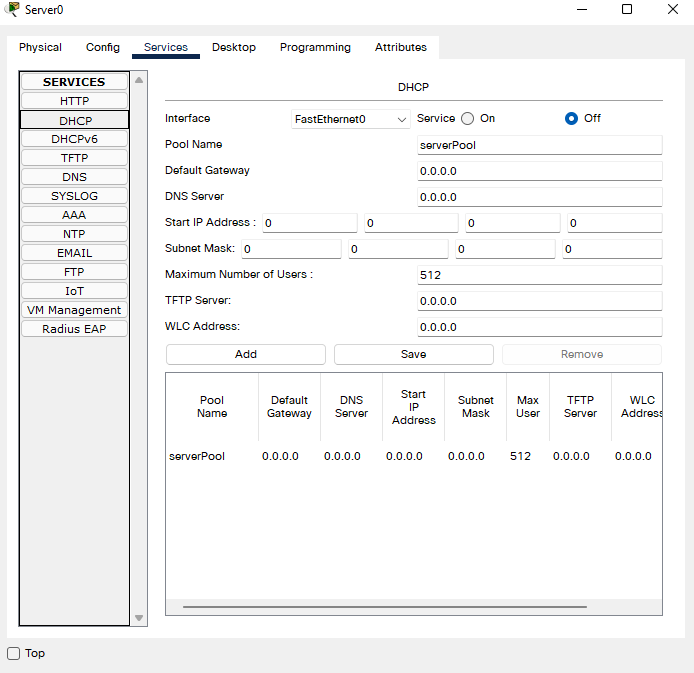 Server0
Physical Config Services Desktop Programming Attributes
SERVICES
HTTP
DHCP
DHCPv6
TFTP
DNS
SYSLOG
AAA
NTP
EMAIL
FTP
IoT
VM Management
Radius EAP
DHCP
Interface FastEthernet0 Service On Off
Pool Name serverPool
Default Gateway 0.0.0.0
DNS Server 0.0.0.0
Start IP Address : 0 0 0 0
Subnet Mask: 0 0 0 0
Maximum Number of Users : 512
TFTP Server: 0.0.0.0
WLC Address: 0.0.0.0
Add Save Remove
Pool Name Default Gateway DNS Server Start IP Address Subnet Mask Max User TFTP Server WLC Address
serverPool 0.0.0.0 0.0.0.0 0.0.0.0 0.0.0.0 512 0.0.0.0 0.0.0.0
Top